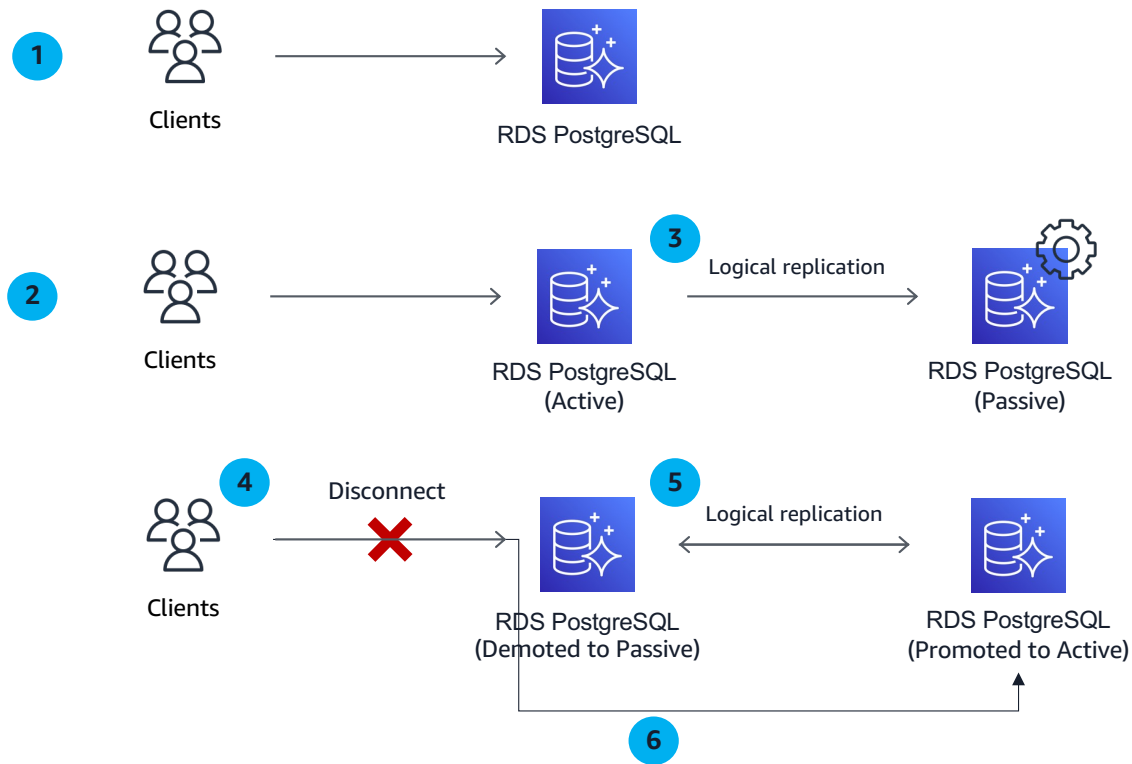 1
Clients
RDS PostgreSQL
2
Clients
RDS PostgreSQL
(Active)
3
Logical replication
RDS PostgreSQL
(Passive)
4
Clients
Disconnect
RDS PostgreSQL
(Demoted to Passive)
5
Logical replication
RDS PostgreSQL
(Promoted to Active)
6